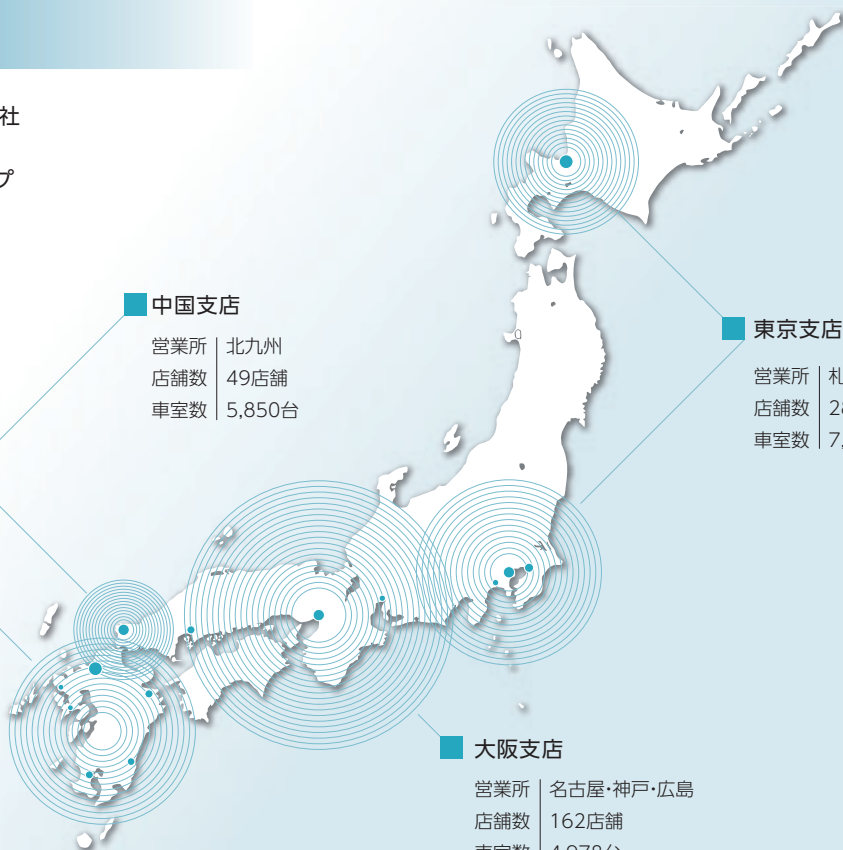 社
プ
中国支店
営業所 北九州
店舗数 49店舗
車室数 5,850台
東京支店
営業所
店舗数
車室数 7,
大阪支店
営業所 名古屋・神戸・広島
店舗数 162店舗